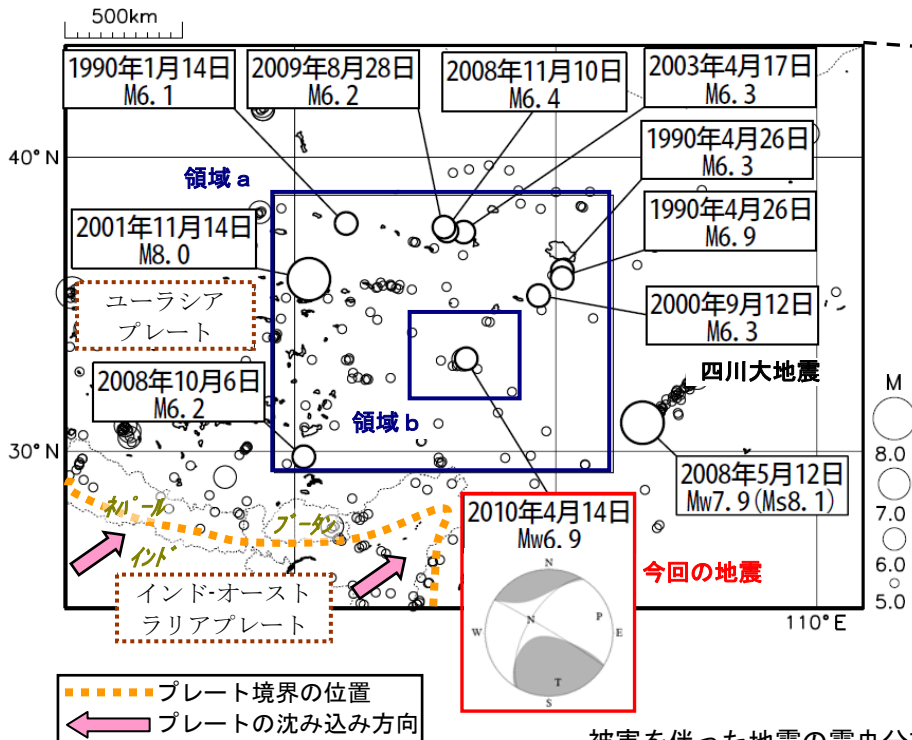 500km
1990年1月14日
M6.1
2009年8月28日
M6.2
2008年11月10日
M6.4
2003年4月17日
M6.3
40°N
領域a
1990年4月26日
M6.3
2001年11月14日
M8.0
1990年4月26日
M6.9
ユーラシア
プレート
2000年9月12日
M6.3
2008年10月6日
M6.2
四川大地震
領域b
30°N
2008年5月12日
Mw7.9(Ms8.1)
M
8.0
7.0
6.0
5.0
ネパール
ブータン
インド
2010年4月14日
Mw6.9
今回の地震
N
P
N
W
E
T
S
インド・オースト
ラリアプレート
110°E
プレート境界の位置
プレートの沈み込み方向